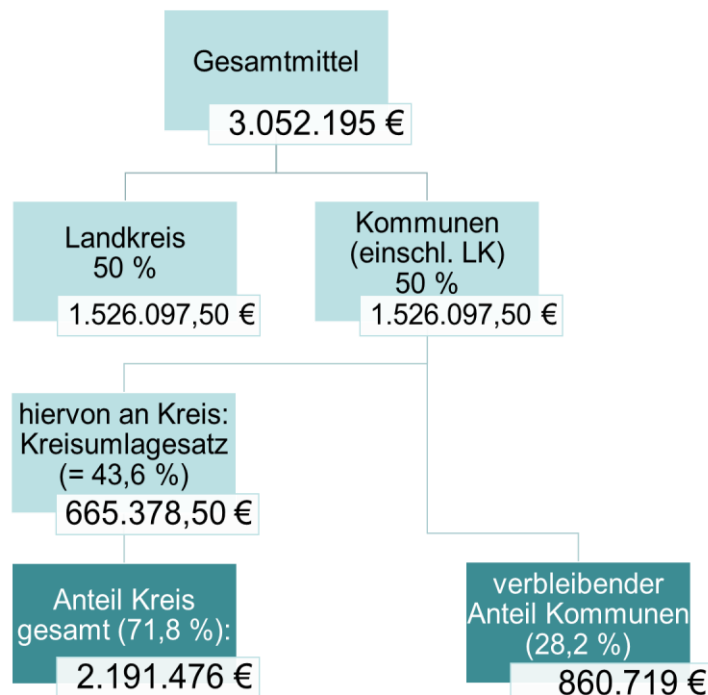 Gesamtmittel
3.052.195 €
Landkreis
50 %
1.526.097,50 €
Kommunen
(einschl. LK)
50 %
1.526.097,50 €
hiervon an Kreis:
Kreisumlagesatz
(= 43,6 %)
665.378,50 €
Anteil Kreis
gesamt (71,8 %):
2.191.476 €
verbleibender
Anteil Kommunen
(28,2 %)
860.719 €